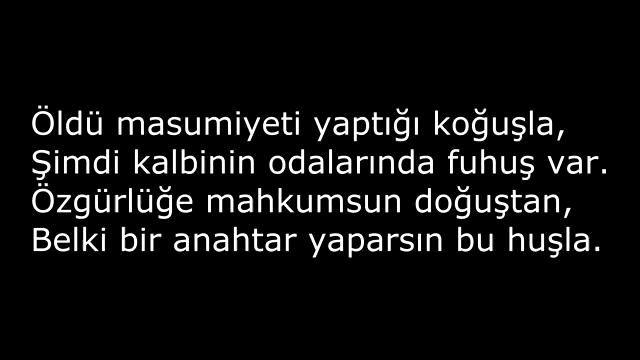 Öldü masumiyeti yaptığı koğuşla,
Şimdi kalbinin odalarında fuhuş var.
Özgürlüğe mahkumsun doğuştan,
Belki bir anahtar yaparsın bu huşla.